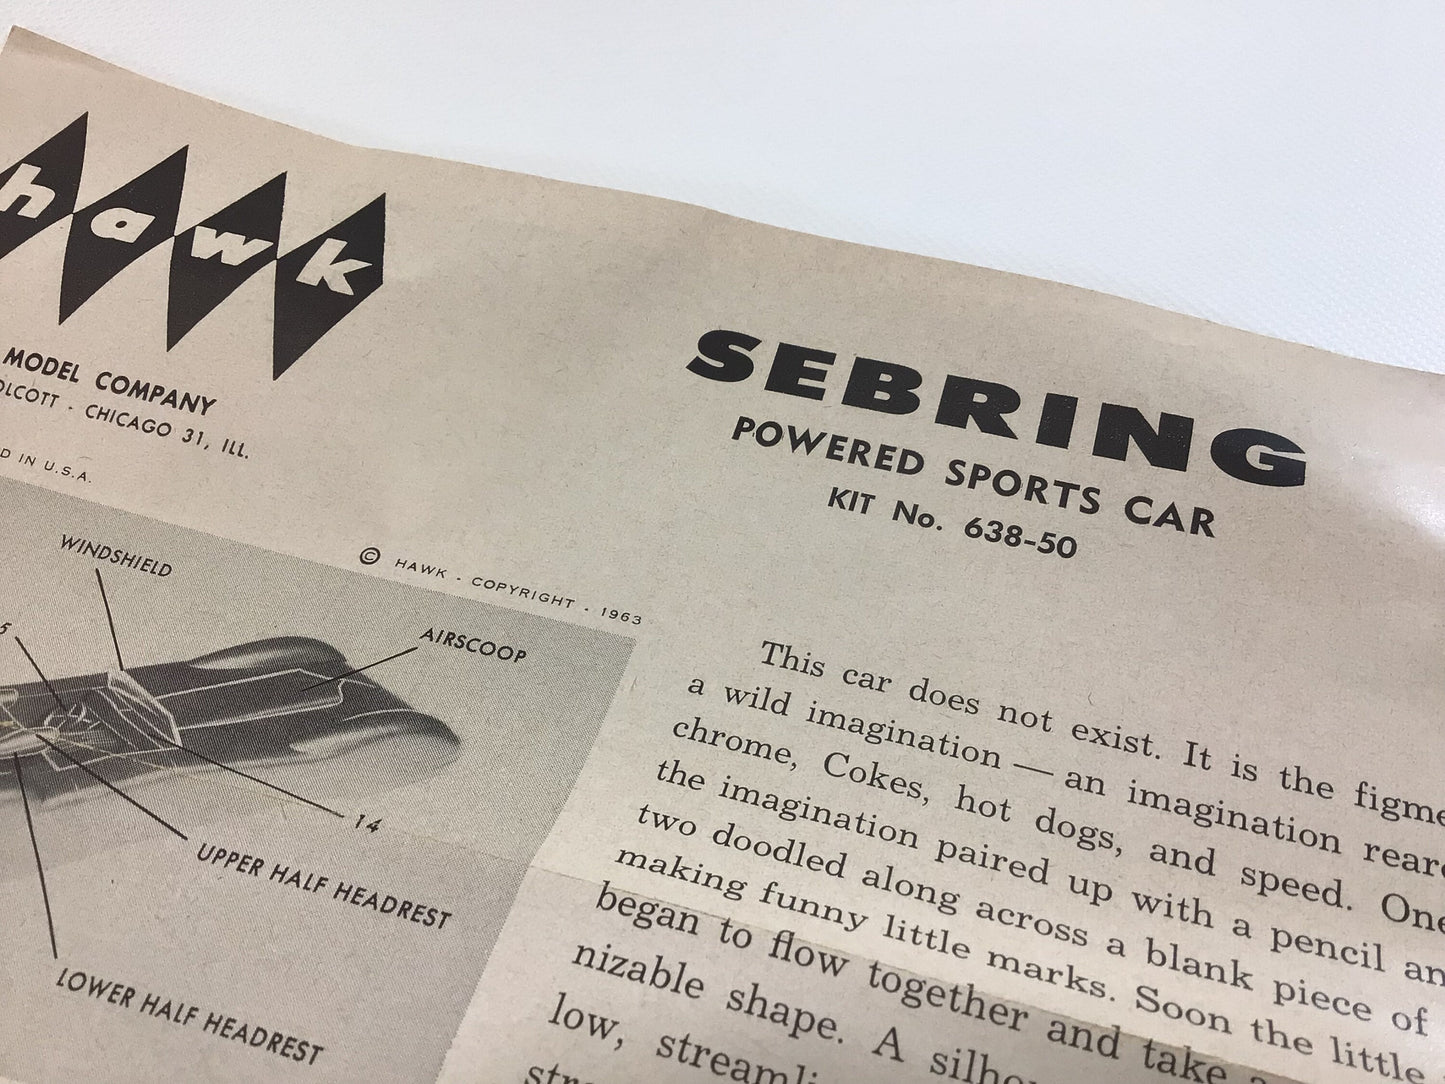 hawk
MODEL COMPANY
OLCOTT · CHICAGO 31, ILL.
D IN U.S.A.
© HAWK · COPYRIGHT · 1963
WINDSHIELD
5
AIRSCOOP
14
UPPER HALF HEADREST
LOWER HALF HEADREST
SEBRING
POWERED SPORTS CAR
KIT No. 638-50
This car does not exist. It is the figme
a wild imagination — an imagination rear
chrome, Cokes, hot dogs, and speed. One
the imagination paired up with a pencil an
two doodled along across a blank piece of
making funny little marks. Soon the little
began to flow together and take a
nizable shape. A silho
low, streamli
stre